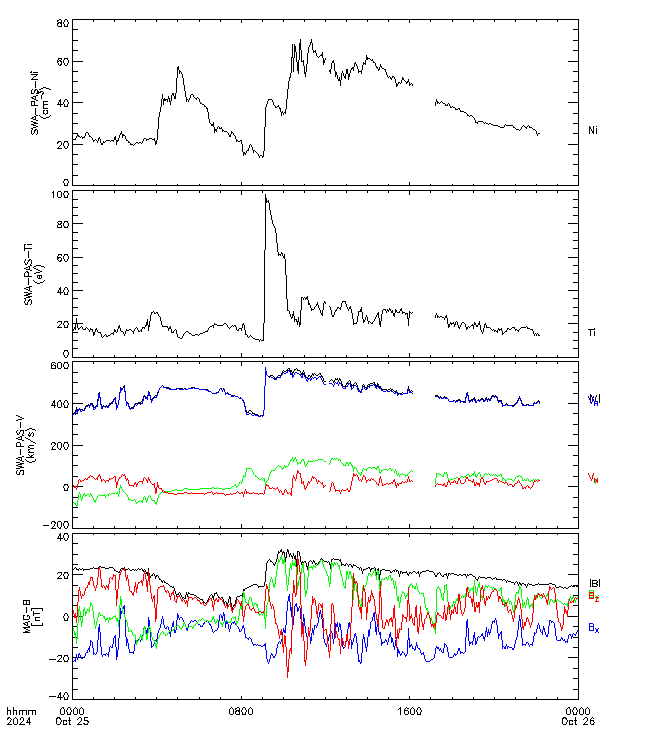 80
60
40
20
0
SWA-PAS-Ni
(cm⁻³)
Ni
100
80
60
40
20
0
SWA-PAS-Ti
(eV)
Ti
600
400
200
0
-200
SWA-PAS-V
(km/s)
V_N
40
20
0
-20
-40
MAG-B
[nT]
|B|
B_X
hhmm 0000 0800 1600 0000
2024 Oct 25 Oct 26